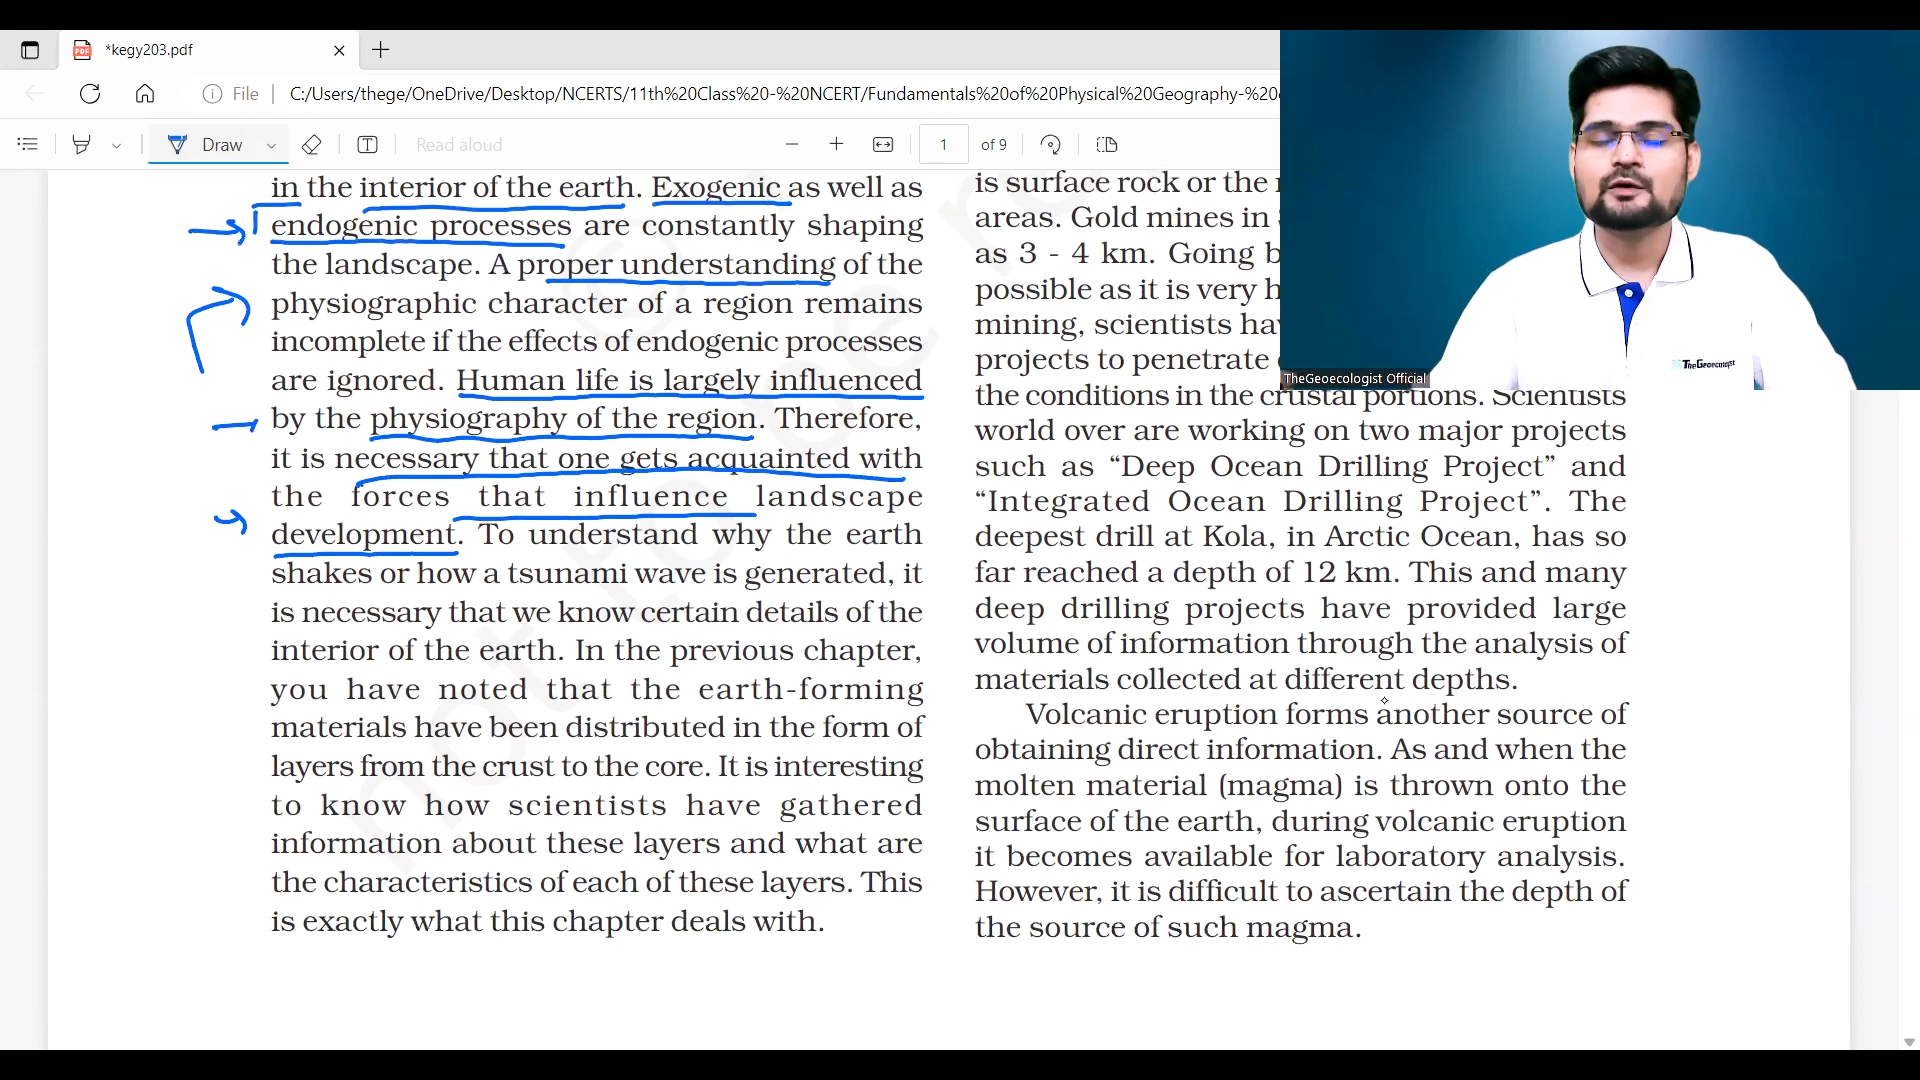 *kegy203.pdf
File
C:/Users/thege/OneDrive/Desktop/NCERTS/11th%20Class%20-%20NCERT/Fundamentals%20of%20Physical%20Geography-%20
Draw
Read aloud
1 of 9
in the interior of the earth. Exogenic as well as
endogenic processes are constantly shaping
the landscape. A proper understanding of the
physiographic character of a region remains
incomplete if the effects of endogenic processes
are ignored. Human life is largely influenced
by the physiography of the region. Therefore,
it is necessary that one gets acquainted with
the forces that influence landscape
development. To understand why the earth
shakes or how a tsunami wave is generated, it
is necessary that we know certain details of the
interior of the earth. In the previous chapter,
you have noted that the earth-forming
materials have been distributed in the form of
layers from the crust to the core. It is interesting
to know how scientists have gathered
information about these layers and what are
the characteristics of each of these layers. This
is exactly what this chapter deals with.
is surface rock or the
areas. Gold mines in
as 3 - 4 km. Going
possible as it is very
mining, scientists
projects to penetrate
the conditions in the crustal portions. Scientists
world over are working on two major projects
such as “Deep Ocean Drilling Project” and
“Integrated Ocean Drilling Project”. The
deepest drill at Kola, in Arctic Ocean, has so
far reached a depth of 12 km. This and many
deep drilling projects have provided large
volume of information through the analysis of
materials collected at different depths.
Volcanic eruption forms another source of
obtaining direct information. As and when the
molten material (magma) is thrown onto the
surface of the earth, during volcanic eruption
it becomes available for laboratory analysis.
However, it is difficult to ascertain the depth of
the source of such magma.
TheGeoecologist
TheGeoecologist Official